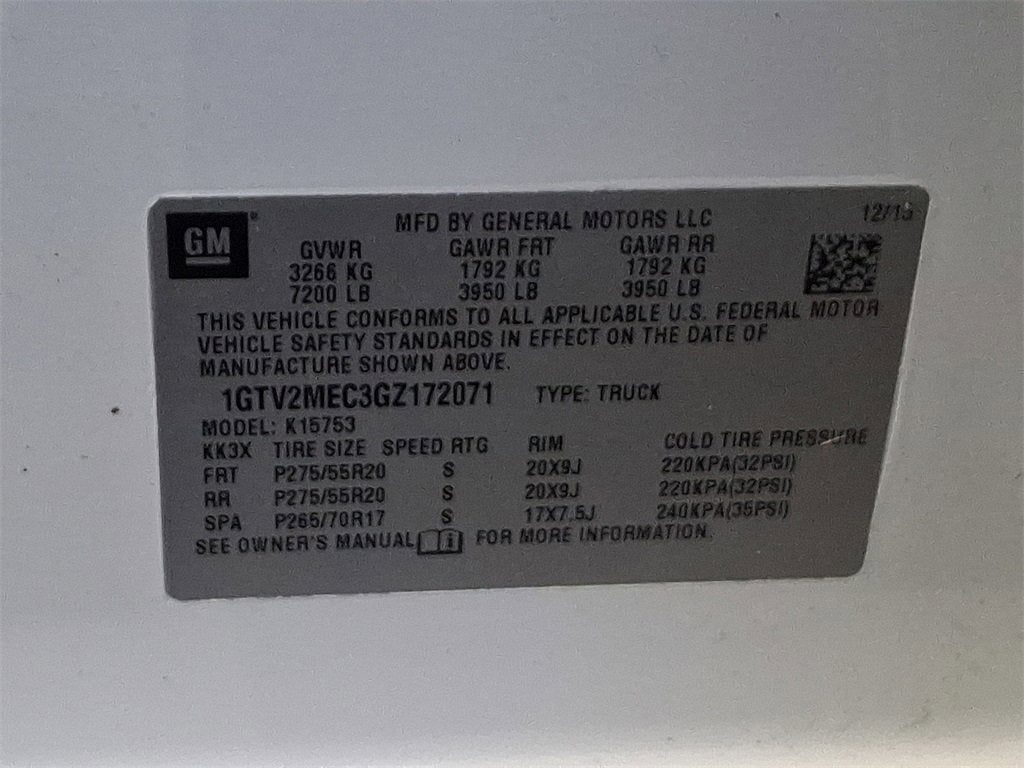 GM
MFD BY GENERAL MOTORS LLC 12/15
GVWR GAWR FRT GAWR RR
3266 KG 1792 KG 1792 KG
7200 LB 3950 LB 3950 LB
THIS VEHICLE CONFORMS TO ALL APPLICABLE U.S. FEDERAL MOTOR
VEHICLE SAFETY STANDARDS IN EFFECT ON THE DATE OF
MANUFACTURE SHOWN ABOVE.
1GTV2MEC3GZ172071 TYPE: TRUCK
MODEL: K15753
KK3X TIRE SIZE SPEED RTG RIM COLD TIRE PRESSURE
FRT P275/55R20 S 20X9J 220KPA(32PSI)
RR P275/55R20 S 20X9J 220KPA(32PSI)
SPA P265/70R17 S 17X7.5J 240KPA(35PSI)
SEE OWNER'S MANUAL i FOR MORE INFORMATION.